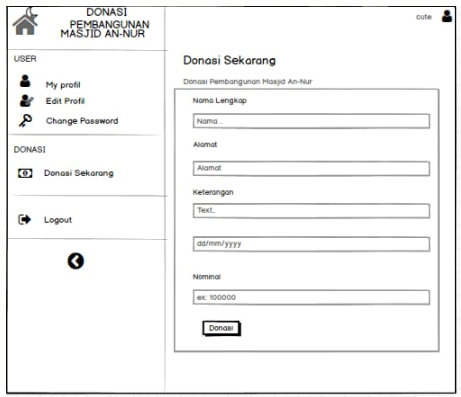 DONASI
PEMBANGUNAN
MASJID AN-NUR
cute
USER
My profil
Edit Profil
Change Password
DONASI
Donasi Sekarang
Logout
Donasi Sekarang
Donasi Pembangunan Masjid An-Nur
Nama Lengkap
Nama ..
Alamat
Alamat
Keterangan
Text..
dd/mm/yyyy
Nominal
ex: 100000
Donasi